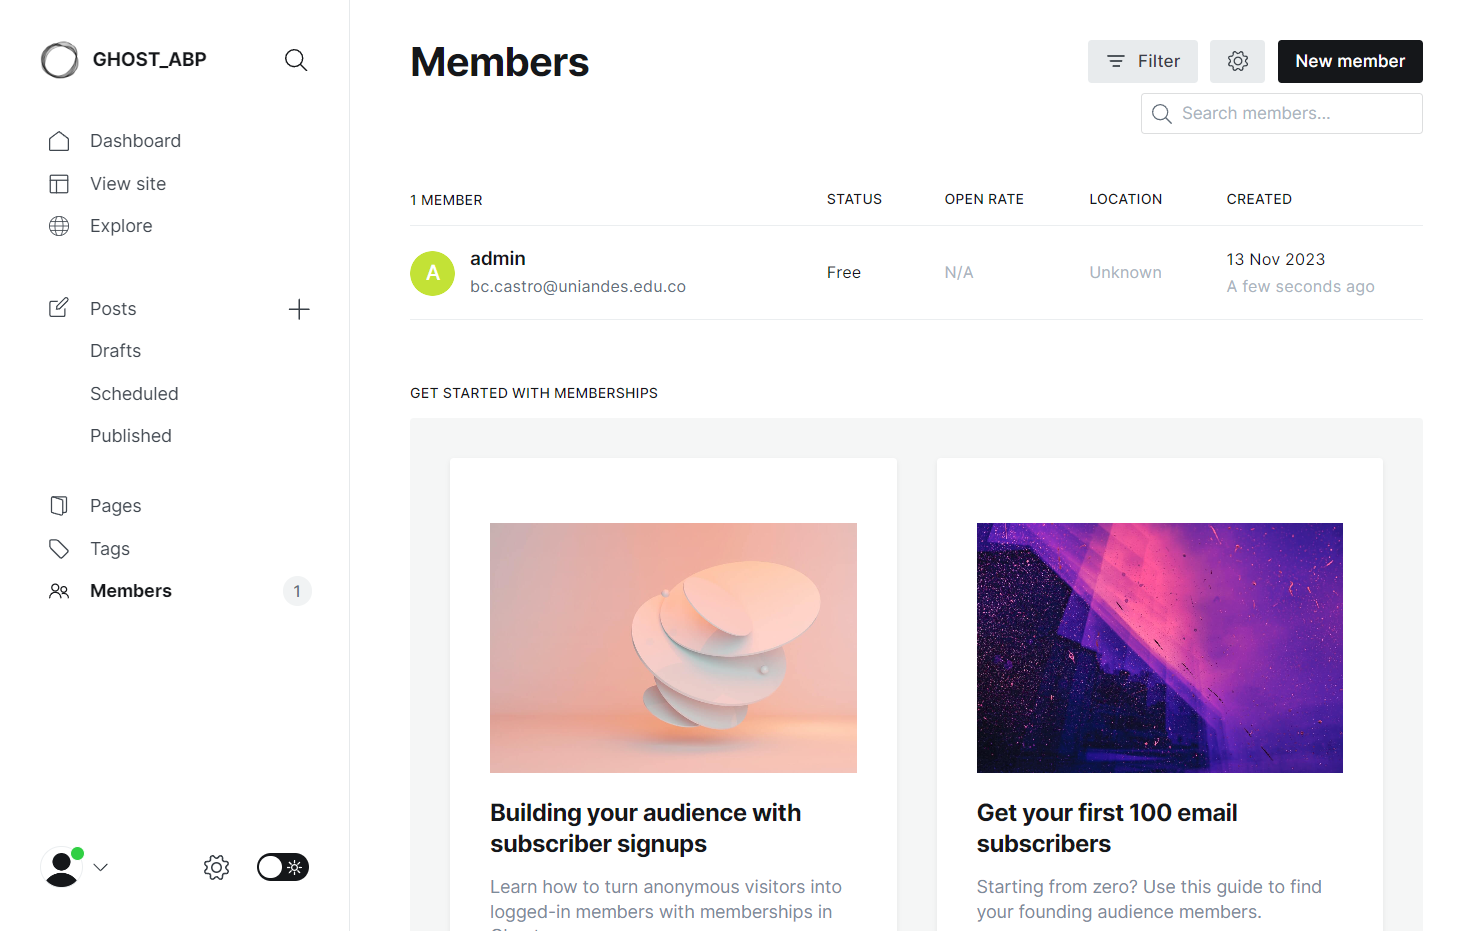 GHOST_ABP
Dashboard
View site
Explore
Posts
Drafts
Scheduled
Published
Pages
Tags
Members
1
Members
Filter
New member
Search members...
1 MEMBER STATUS OPEN RATE LOCATION CREATED
A
admin
bc.castro@uniandes.edu.co
Free
N/A
Unknown
13 Nov 2023
A few seconds ago
GET STARTED WITH MEMBERSHIPS
Building your audience with
subscriber signups
Learn how to turn anonymous visitors into
logged-in members with memberships in
Get your first 100 email
subscribers
Starting from zero? Use this guide to find
your founding audience members.